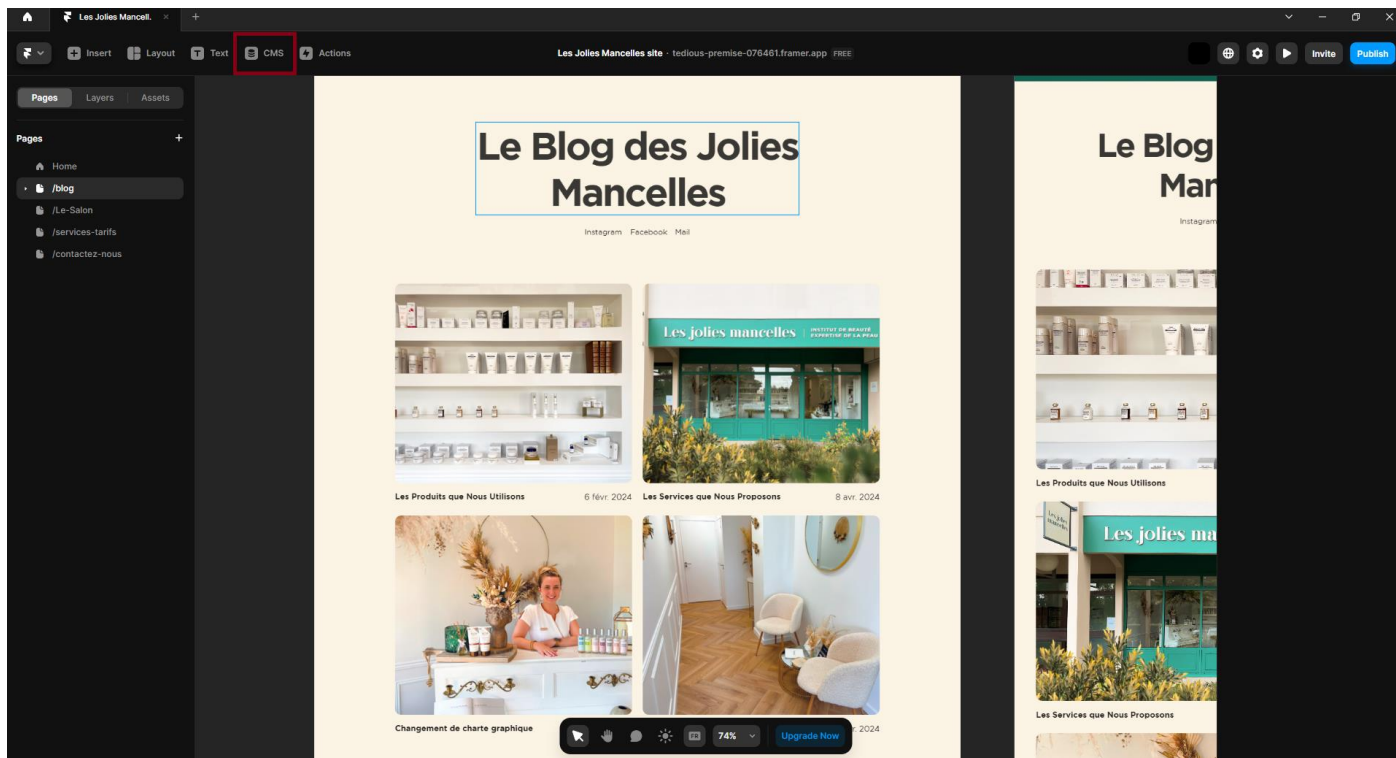 Les Jolies Mancell.
Insert Layout Text CMS Actions
Les Jolies Mancelles site · tedious-premise-076461.framer.app FREE
Invite Publish
Pages Layers Assets
Pages
Home
/blog
/Le-Salon
/services-tarifs
/contactez-nous
Le Blog des Jolies
Mancelles
Instagram Facebook Mail
Les jolies mancelles
INSTITUT DE BEAUTÉ
EXPERTISE DE LA PEAU
Les Produits que Nous Utilisons 6 févr. 2024
Les Services que Nous Proposons 8 avr. 2024
Changement de charte graphique
2024
FR 74% Upgrade Now
Le Blog
Man
Instagram
Les Produits que Nous Utilisons
Les jolies mancelles
Les jolies ma
Les Services que Nous Proposons